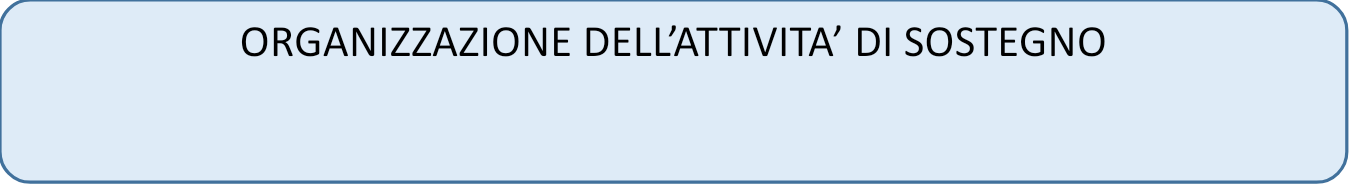 ORGANIZZAZIONE DELL’ATTIVITA’ DI SOSTEGNO